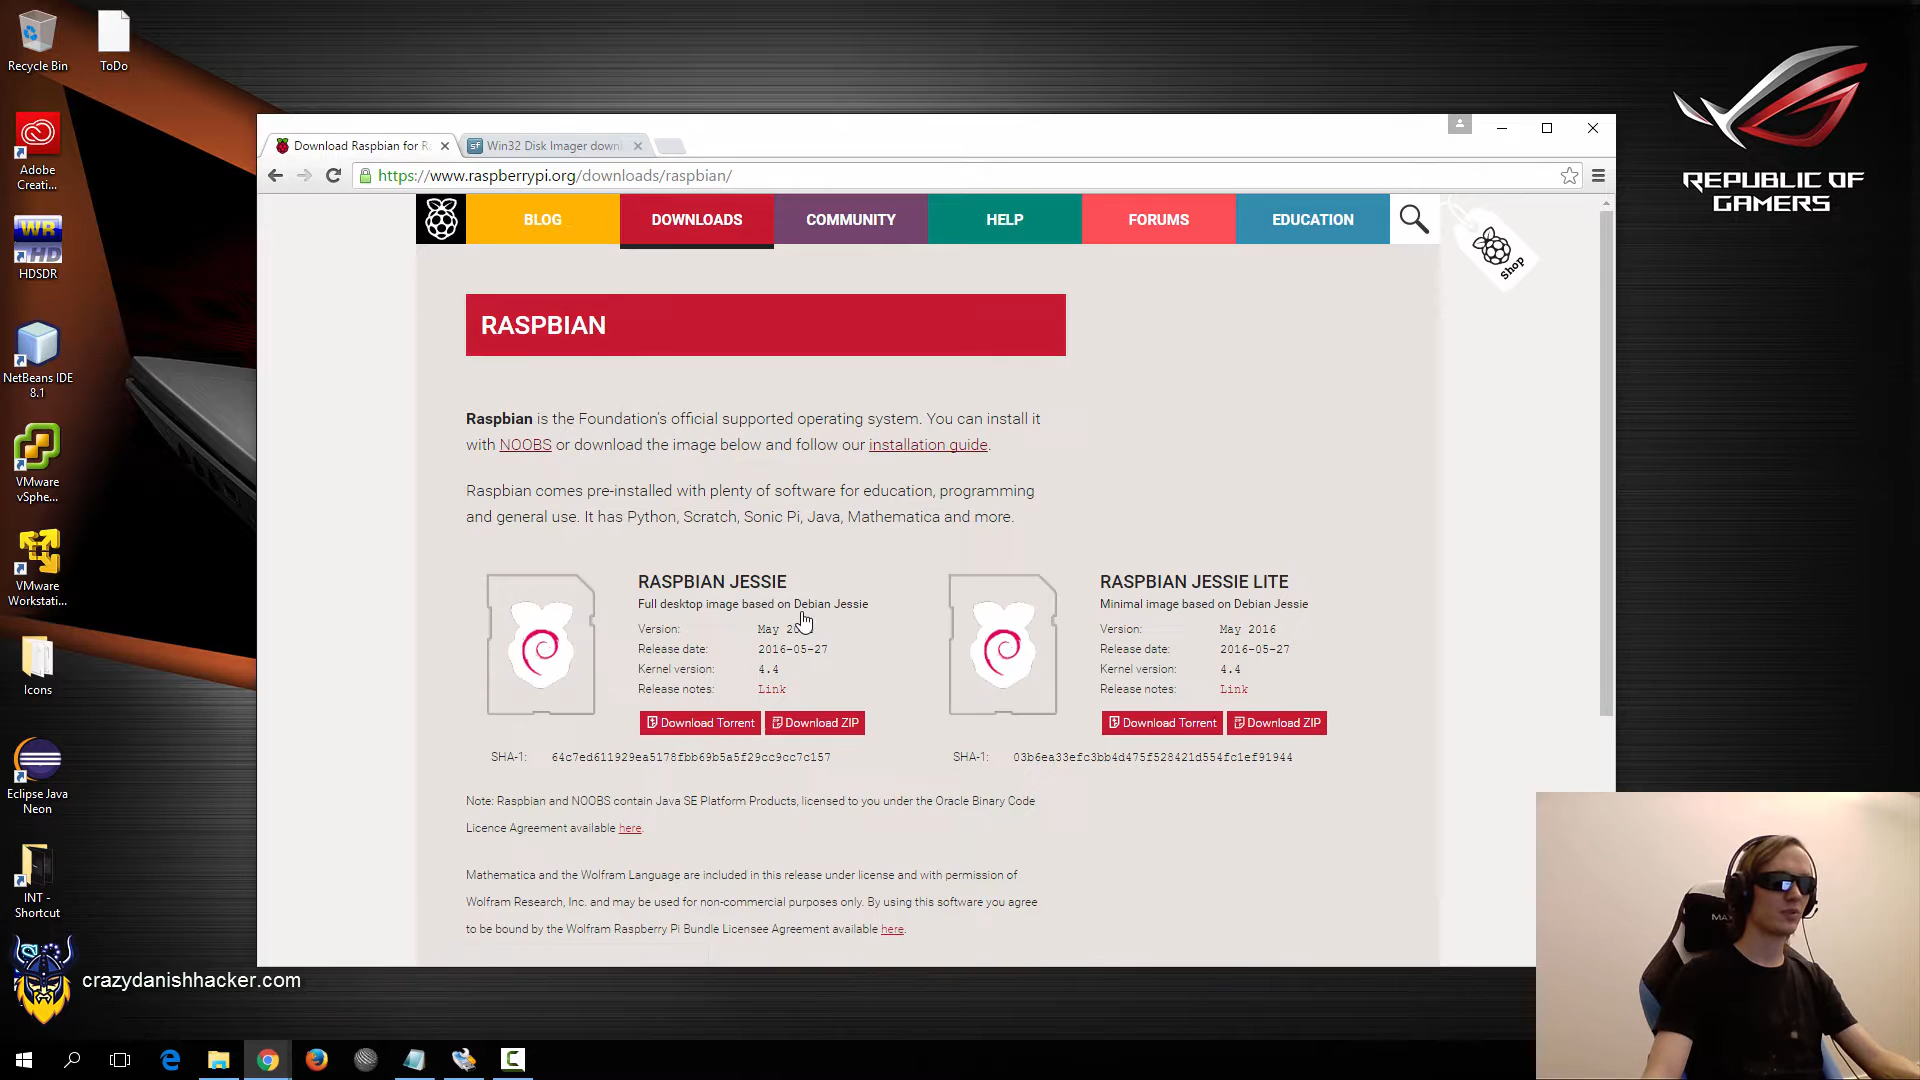 Recycle Bin
ToDo
Adobe
Creati...
WR
HD
HDSDR
NetBeans IDE
8.1
VMware
vSphe...
VMware
Workstati...
Icons
Eclipse Java
Neon
INT -
Shortcut
crazydanishhacker.com
REPUBLIC OF
GAMERS
Download Raspbian for R
sf Win32 Disk Imager down
https://www.raspberrypi.org/downloads/raspbian/
BLOG
DOWNLOADS
COMMUNITY
HELP
FORUMS
EDUCATION
Shop
RASPBIAN
Raspbian is the Foundation's official supported operating system. You can install it
with NOOBS or download the image below and follow our installation guide.
Raspbian comes pre-installed with plenty of software for education, programming
and general use. It has Python, Scratch, Sonic Pi, Java, Mathematica and more.
RASPBIAN JESSIE
Full desktop image based on Debian Jessie
Version: May
Release date: 2016-05-27
Kernel version: 4.4
Release notes: Link
Download Torrent
Download ZIP
SHA-1: 64c7ed611929ea5178fbb69b5a5f29cc9cc7c157
RASPBIAN JESSIE LITE
Minimal image based on Debian Jessie
Version: May 2016
Release date: 2016-05-27
Kernel version: 4.4
Release notes: Link
Download Torrent
Download ZIP
SHA-1: 03b6ea33efc3bb4d475f528421d554fc1ef91944
Note: Raspbian and NOOBS contain Java SE Platform Products, licensed to you under the Oracle Binary Code
Licence Agreement available here.
Mathematica and the Wolfram Language are included in this release under license and with permission of
Wolfram Research, Inc. and may be used for non-commercial purposes only. By using this software you agree
to be bound by the Wolfram Raspberry Pi Bundle Licensee Agreement available here.